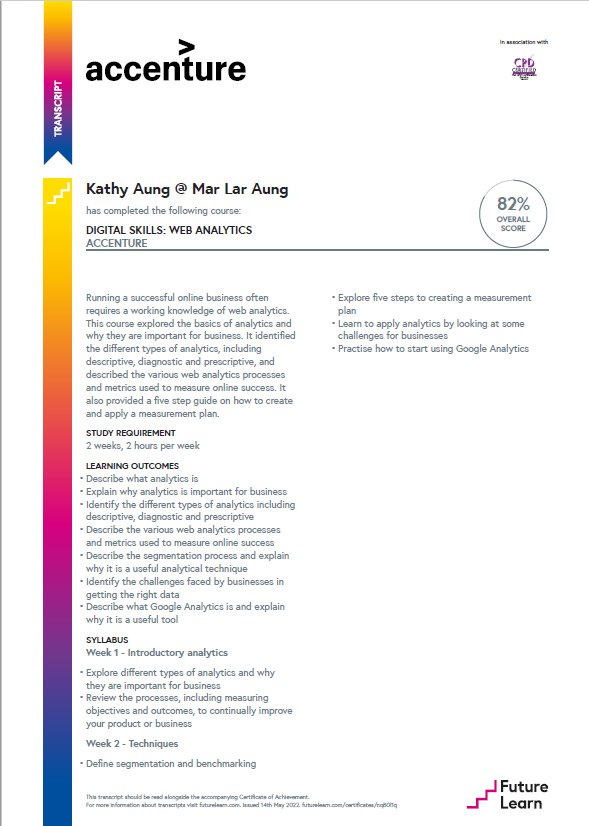 TRANSCRIPT
accenture
In association with
CPD
CERTIFIED
Kathy Aung @ Mar Lar Aung
has completed the following course:
DIGITAL SKILLS: WEB ANALYTICS
ACCENTURE
82%
OVERALL
SCORE
Running a successful online business often
requires a working knowledge of web analytics.
This course explored the basics of analytics and
why they are important for business. It identified
the different types of analytics, including
descriptive, diagnostic and prescriptive, and
described the various web analytics processes
and metrics used to measure online success. It
also provided a five step guide on how to create
and apply a measurement plan.
STUDY REQUIREMENT
2 weeks, 2 hours per week
LEARNING OUTCOMES
• Describe what analytics is
• Explain why analytics is important for business
• Identify the different types of analytics including
descriptive, diagnostic and prescriptive
• Describe the various web analytics processes
and metrics used to measure online success
• Describe the segmentation process and explain
why it is a useful analytical technique
• Identify the challenges faced by businesses in
getting the right data
• Describe what Google Analytics is and explain
why it is a useful tool
SYLLABUS
Week 1 - Introductory analytics
• Explore different types of analytics and why
they are important for business
• Review the processes, including measuring
objectives and outcomes, to continually improve
your product or business
Week 2 - Techniques
• Define segmentation and benchmarking
• Explore five steps to creating a measurement
plan
• Learn to apply analytics by looking at some
challenges for businesses
• Practise how to start using Google Analytics
This transcript should be read alongside the accompanying Certificate of Achievement.
For more information about transcripts visit futurelearn.com. Issued 14th May 2022.
Future
Learn